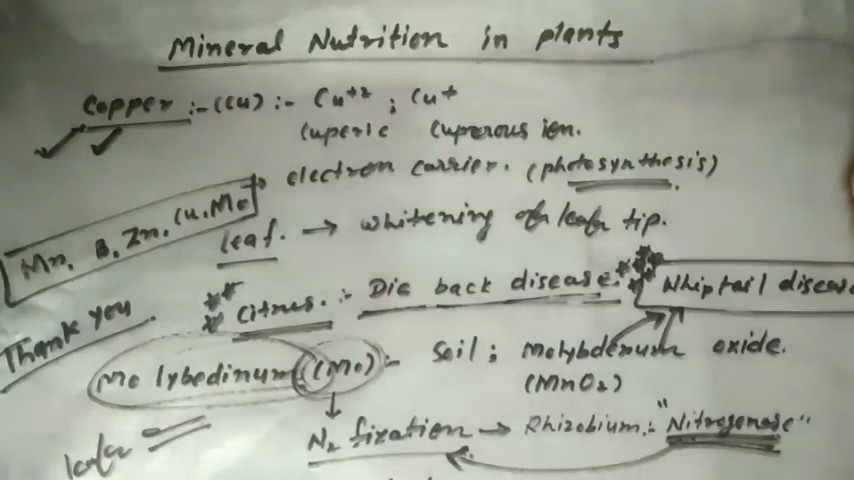 Mineral Nutrition in plants
Copper :- (Cu) :- Cu+2 ; Cu+
Cuperic Cuperous ion.
electron carrier. (photosynthesis)
Mn. B. Zn. Cu. Mo
leaf. → whitening of leaf tip.
** Citrus. :- Die back disease. ** Whiptail disease
Thank you.
Molybedinum (Mo) :- Soil ; Molybdenum oxide.
(MnO2)
N2 fixation → Rhizobium :- "Nitrogenase"